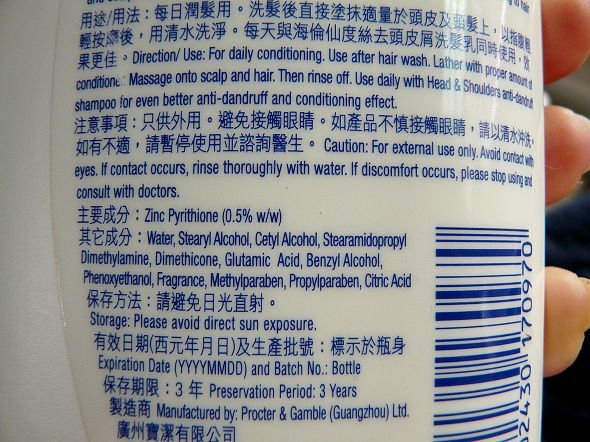 用途/用法：每日潤髮用。洗髮後直接塗抹適量於頭皮及頭髮上，以指腹輕
輕按摩後，用清水洗淨。每天與海倫仙度絲去頭皮屑洗髮乳同時使用，效
果更佳。Direction/ Use: For daily conditioning. Use after hair wash. Lather with proper amount of
conditione. Massage onto scalp and hair. Then rinse off. Use daily with Head & Shoulders anti-dandruff
shampoo for even better anti-dandruff and conditioning effect.
注意事項：只供外用。避免接觸眼睛。如產品不慎接觸眼睛，請以清水沖洗。
如有不適，請暫停使用並諮詢醫生。Caution: For external use only. Avoid contact with
eyes. If contact occurs, rinse thoroughly with water. If discomfort occurs, please stop using and
consult with doctors.
主要成分：Zinc Pyrithione (0.5% w/w)
其它成分：Water, Stearyl Alcohol, Cetyl Alcohol, Stearamidopropyl
Dimethylamine, Dimethicone, Glutamic Acid, Benzyl Alcohol,
Phenoxyethanol, Fragrance, Methylparaben, Propylparaben, Citric Acid
保存方法：請避免日光直射。
Storage: Please avoid direct sun exposure.
有效日期(西元年月日)及生產批號：標示於瓶身
Expiration Date (YYYYMMDD) and Batch No.: Bottle
保存期限：3 年 Preservation Period: 3 Years
製造商 Manufactured by: Procter & Gamble (Guangzhou) Ltd.
廣州寶潔有限公司
2430 170970